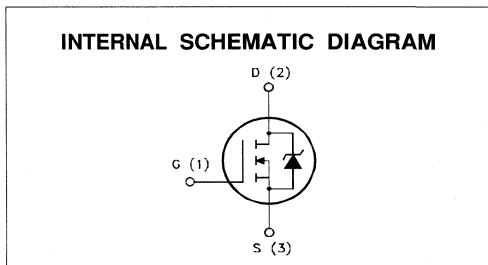 INTERNAL SCHEMATIC DIAGRAM
D (2)
G (1)
S (3)